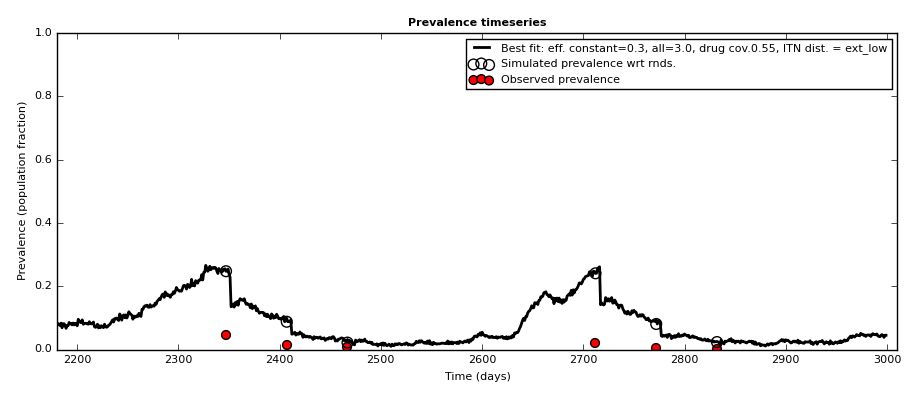 Prevalence timeseries
1.0
0.8
0.6
0.4
0.2
0.0
Prevalence (population fraction)
Best fit: eff. constant=0.3, all=3.0, drug cov.0.55, ITN dist. = ext_low
Simulated prevalence wrt rnds.
Observed prevalence
2200 2300 2400 2500 2600 2700 2800 2900 3000
Time (days)